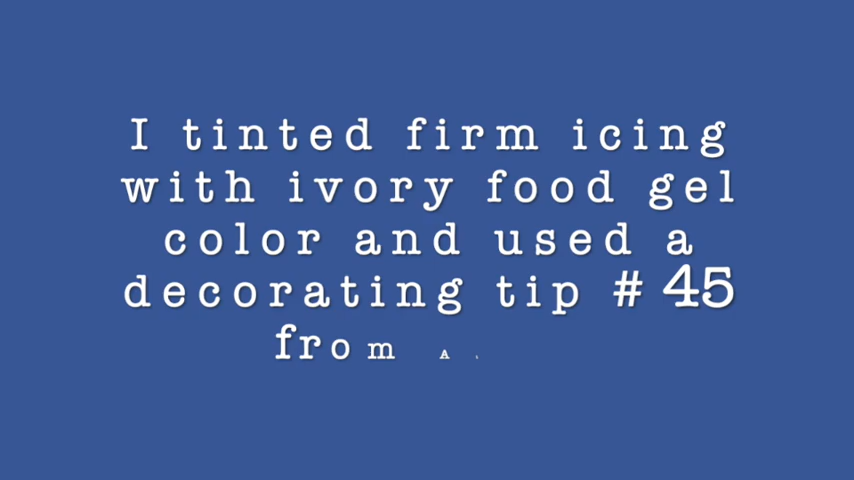 I tinted firm icing
with ivory food gel
color and used a
decorating tip # 45
from